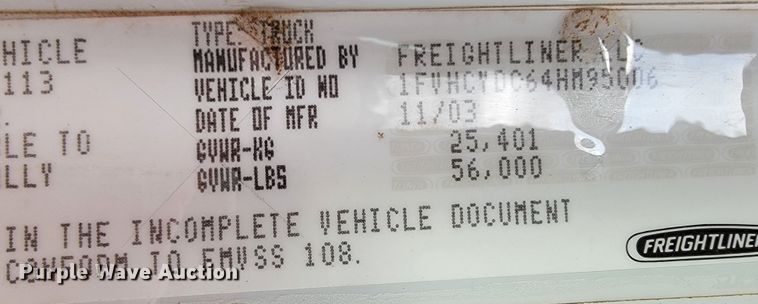 TYPE: TRUCK
HICLE MANUFACTURED BY FREIGHTLINER LLC
113 VEHICLE ID NO 1FVHCYDC64HM95006
. DATE OF MFR 11/03
LE TO GVWR-KG 25,401
LLY GVWR-LBS 56,000
IN THE INCOMPLETE VEHICLE DOCUMENT
CONFORM TO FMVSS 108.
FREIGHTLINE
Purple Wave Auction